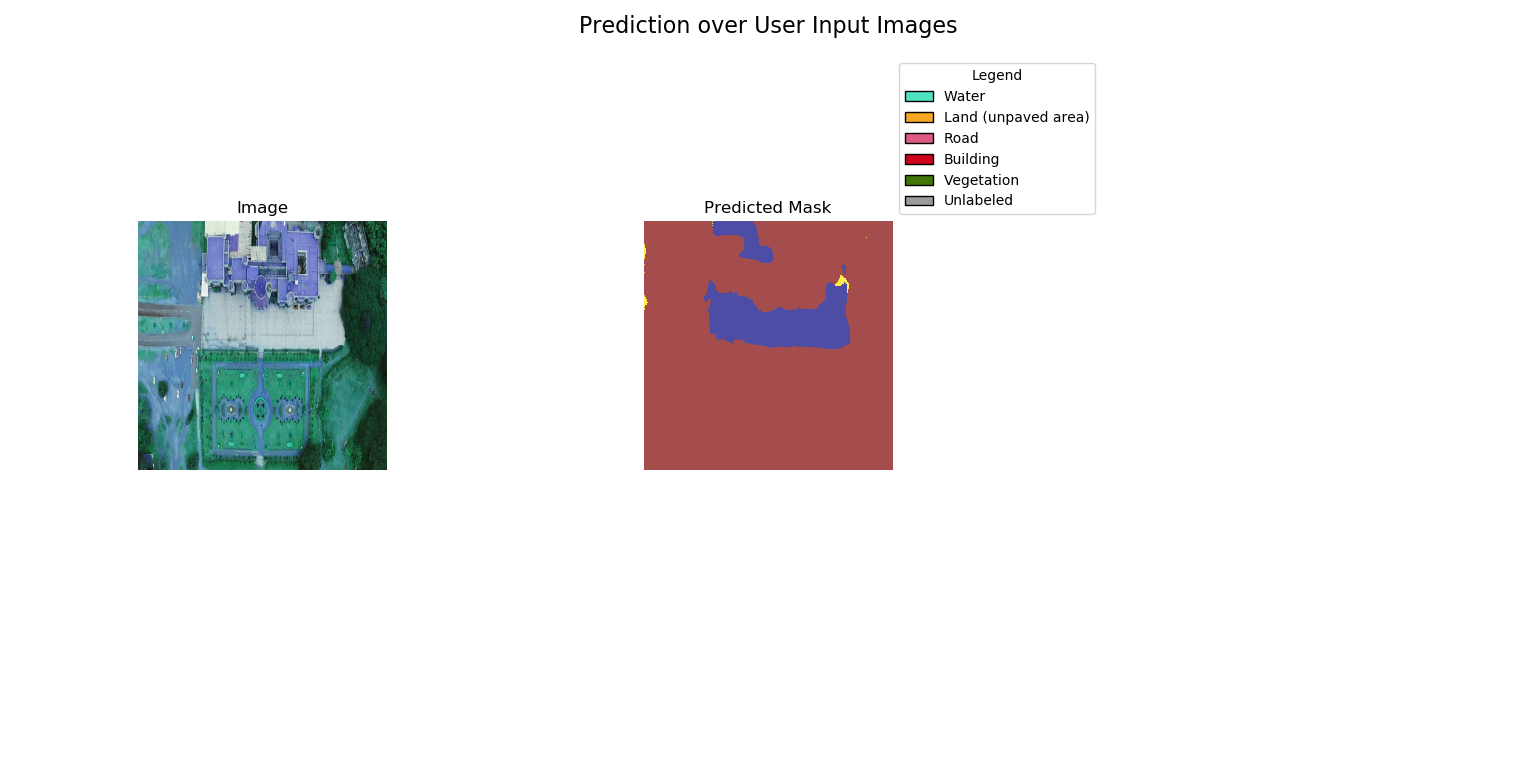 Prediction over User Input Images
Legend
Water
Land (unpaved area)
Road
Building
Vegetation
Unlabeled
Image
Predicted Mask